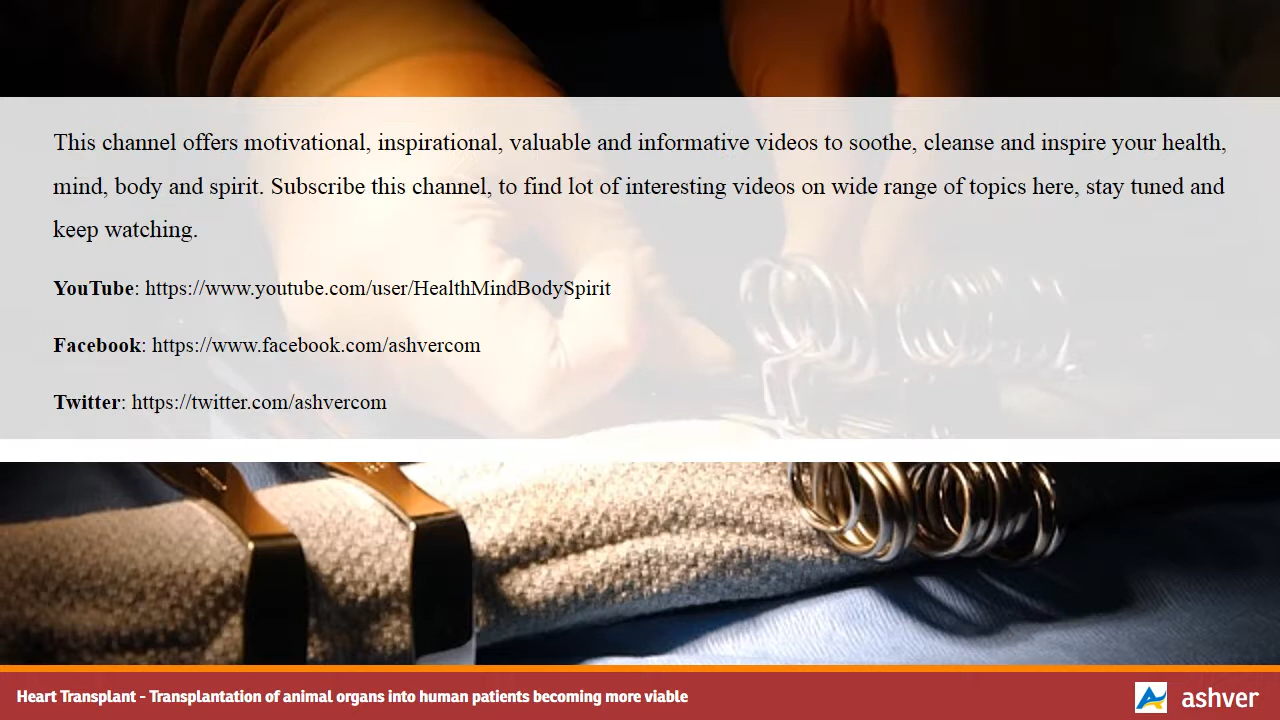 This channel offers motivational, inspirational, valuable and informative videos to soothe, cleanse and inspire your health,
mind, body and spirit. Subscribe this channel, to find lot of interesting videos on wide range of topics here, stay tuned and
keep watching.
YouTube: https://www.youtube.com/user/HealthMindBodySpirit
Facebook: https://www.facebook.com/ashvercom
Twitter: https://twitter.com/ashvercom
Heart Transplant - Transplantation of animal organs into human patients becoming more viable
ashver